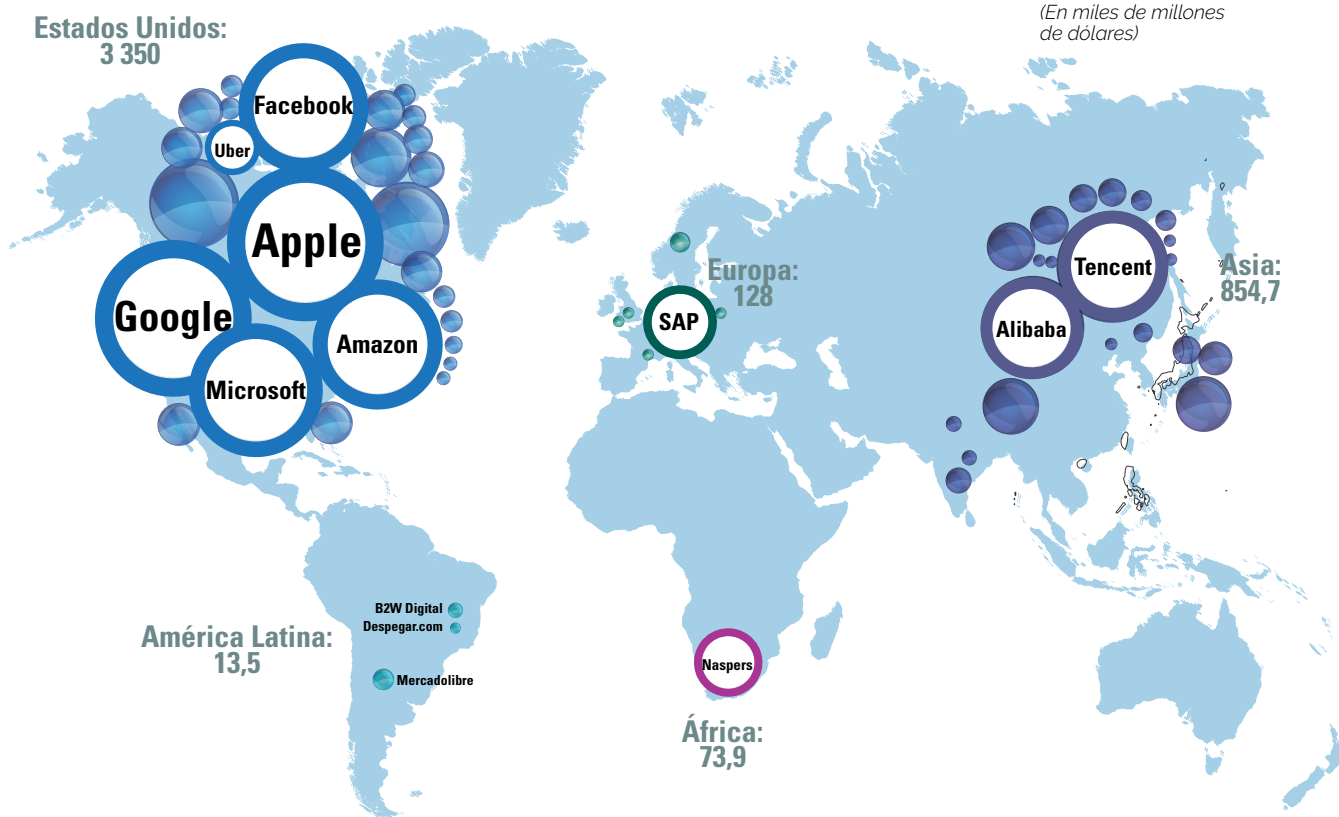 (En miles de millones
de dólares)
Estados Unidos:
3 350
Facebook
Uber
Apple
Google
Amazon
Microsoft
Europa:
128
SAP
Tencent
Asia:
854,7
Alibaba
B2W Digital
Despegar.com
América Latina:
13,5
Mercadolibre
Naspers
África:
73,9